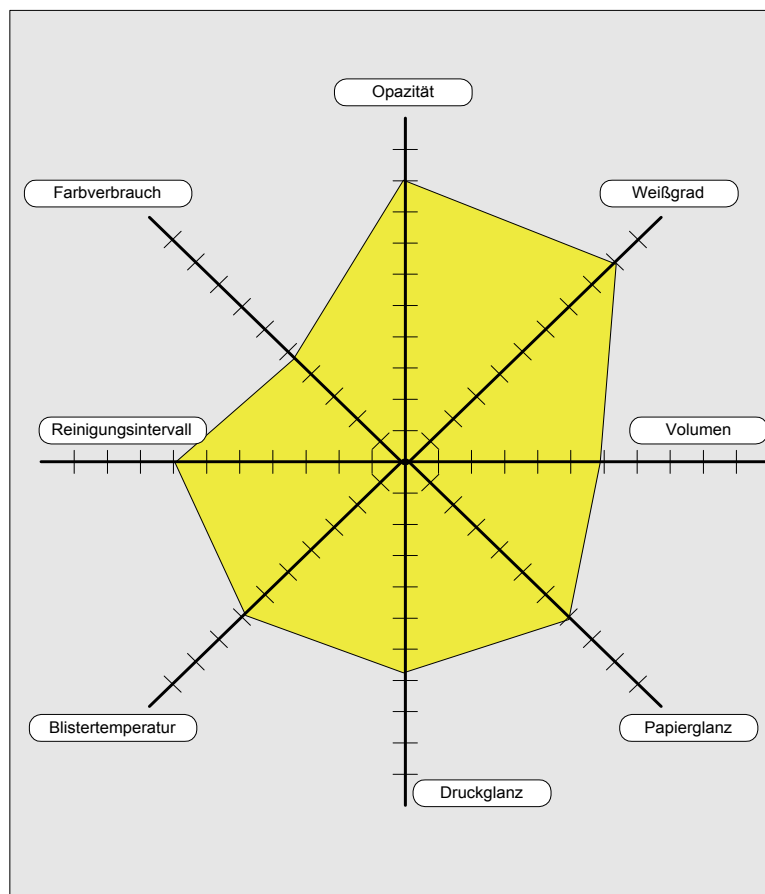 Opazität
Farbverbrauch
Weißgrad
Reinigungsintervall
Volumen
Blistertemperatur
Papierglanz
Druckglanz